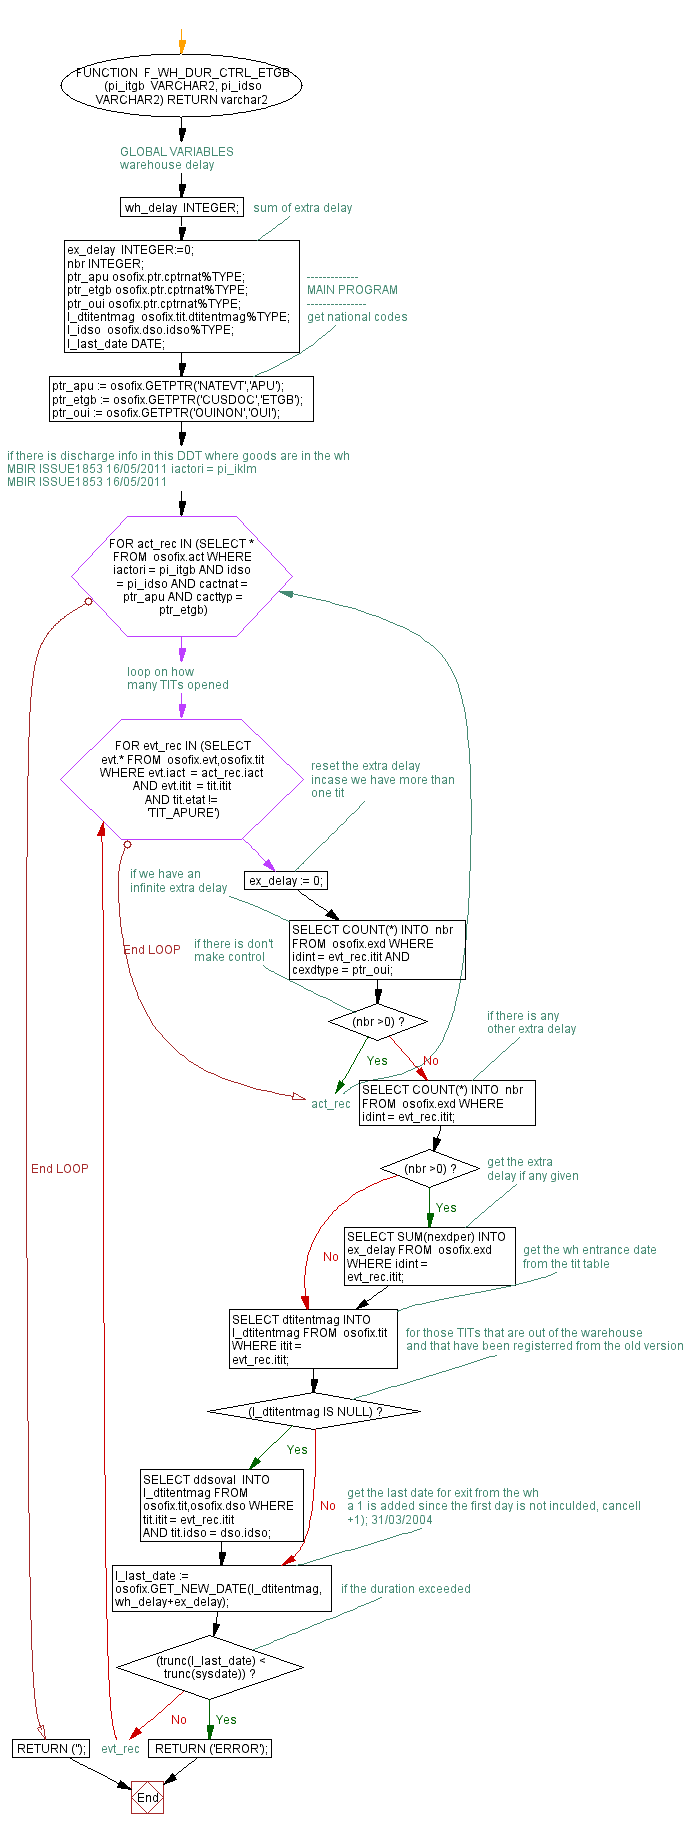 FUNCTION F_WH_DUR_CTRL_ETGB
(pi_itgb VARCHAR2, pi_idso
VARCHAR2) RETURN varchar2
GLOBAL VARIABLES
warehouse delay
wh_delay INTEGER;
sum of extra delay
ex_delay INTEGER:=0;
nbr INTEGER;
ptr_apu osofix.ptr.cptrnat%TYPE;
ptr_etgb osofix.ptr.cptrnat%TYPE;
ptr_oui osofix.ptr.cptrnat%TYPE;
l_dtitentmag osofix.tit.dtitentmag%TYPE;
l_idso osofix.dso.idso%TYPE;
l_last_date DATE;
-------------
MAIN PROGRAM
---------------
get national codes
ptr_apu := osofix.GETPTR('NATEVT','APU');
ptr_etgb := osofix.GETPTR('CUSDOC','ETGB');
ptr_oui := osofix.GETPTR('OUINON','OUI');
if there is discharge info in this DDT where goods are in the wh
MBIR ISSUE1853 16/05/2011 iactori = pi_iklm
MBIR ISSUE1853 16/05/2011
FOR act_rec IN (SELECT *
FROM osofix.act WHERE
iactori = pi_itgb AND idso
= pi_idso AND cactnat =
ptr_apu AND cacttyp =
ptr_etgb)
loop on how
many TITs opened
FOR evt_rec IN (SELECT
evt.* FROM osofix.evt,osofix.tit
WHERE evt.iact = act_rec.iact
AND evt.itit = tit.itit
AND tit.etat !=
'TIT_APURE')
reset the extra delay
incase we have more than
one tit
ex_delay := 0;
if we have an
infinite extra delay
SELECT COUNT(*) INTO nbr
FROM osofix.exd WHERE
idint = evt_rec.itit AND
cexdtype = ptr_oui;
End LOOP
if there is don't
make control
(nbr >0) ?
if there is any
other extra delay
Yes
No
act_rec
SELECT COUNT(*) INTO nbr
FROM osofix.exd WHERE
idint = evt_rec.itit;
End LOOP
(nbr >0) ?
get the extra
delay if any given
Yes
SELECT SUM(nexdper) INTO
ex_delay FROM osofix.exd
WHERE idint =
evt_rec.itit;
No
get the wh entrance date
from the tit table
SELECT dtitentmag INTO
l_dtitentmag FROM osofix.tit
WHERE itit =
evt_rec.itit;
for those TITs that are out of the warehouse
and that have been registerred from the old version
(l_dtitentmag IS NULL) ?
Yes
SELECT ddsoval INTO
l_dtitentmag FROM
osofix.tit,osofix.dso WHERE
tit.itit = evt_rec.itit
AND tit.idso = dso.idso;
No
get the last date for exit from the wh
a 1 is added since the first day is not inculded, cancell
+1); 31/03/2004
l_last_date :=
osofix.GET_NEW_DATE(l_dtitentmag,
wh_delay+ex_delay);
if the duration exceeded
(trunc(l_last_date) <
trunc(sysdate)) ?
No
Yes
RETURN ('');
evt_rec
RETURN ('ERROR');
End